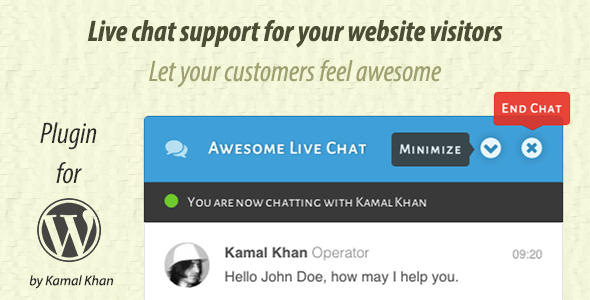 Live chat support for your website visitors
Let your customers feel awesome
END CHAT
Plugin
for
W
by Kamal Khan
AWESOME LIVE CHAT
MINIMIZE
YOU ARE NOW CHATTING WITH KAMAL KHAN
Kamal Khan Operator
09:20
Hello John Doe, how may I help you.